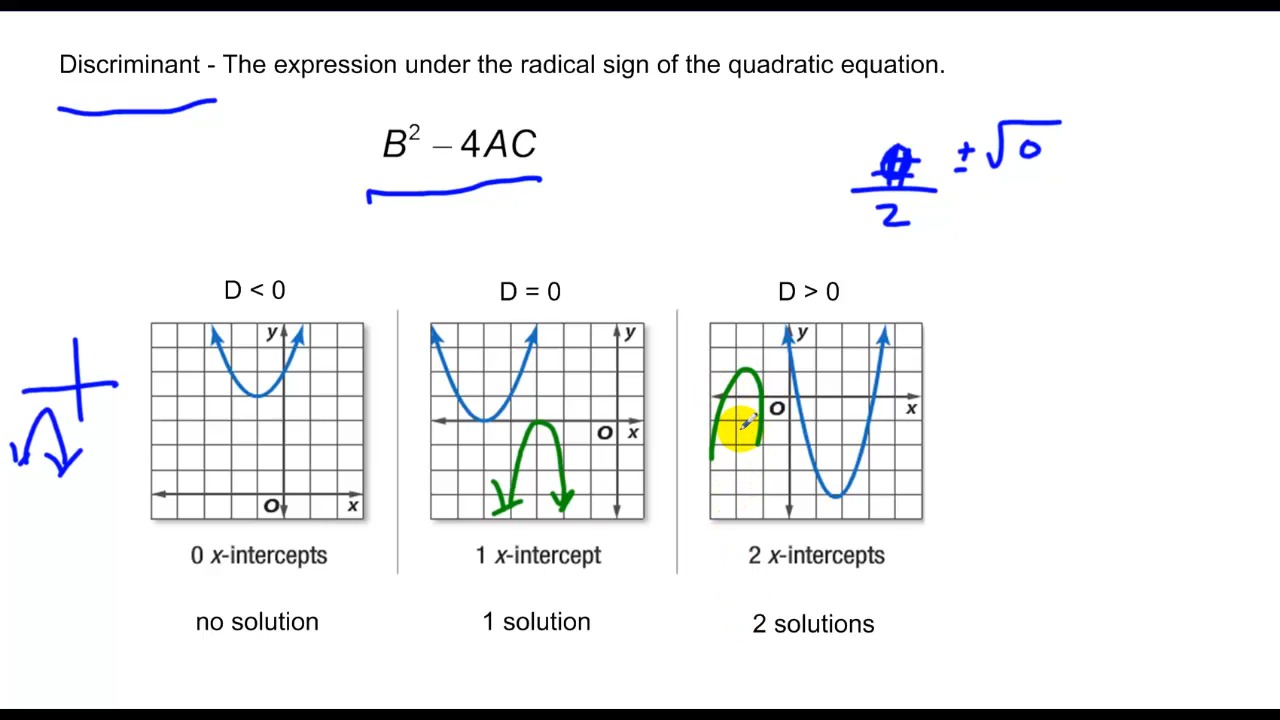 Discriminant - The expression under the radical sign of the quadratic equation.
B² – 4AC
# ± √0
2
D < 0
D = 0
D > 0
y
O
x
y
O
x
y
O
x
0 x-intercepts
1 x-intercept
2 x-intercepts
no solution
1 solution
2 solutions